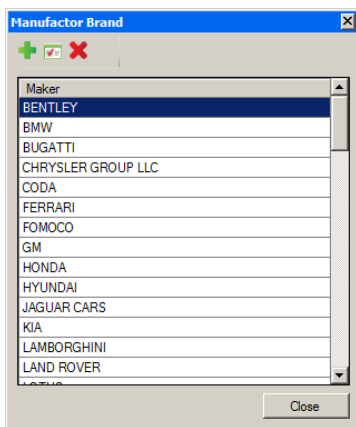 Manufactor Brand
Maker
BENTLEY
BMW
BUGATTI
CHRYSLER GROUP LLC
CODA
FERRARI
FOMOCO
GM
HONDA
HYUNDAI
JAGUAR CARS
KIA
LAMBORGHINI
LAND ROVER
Close